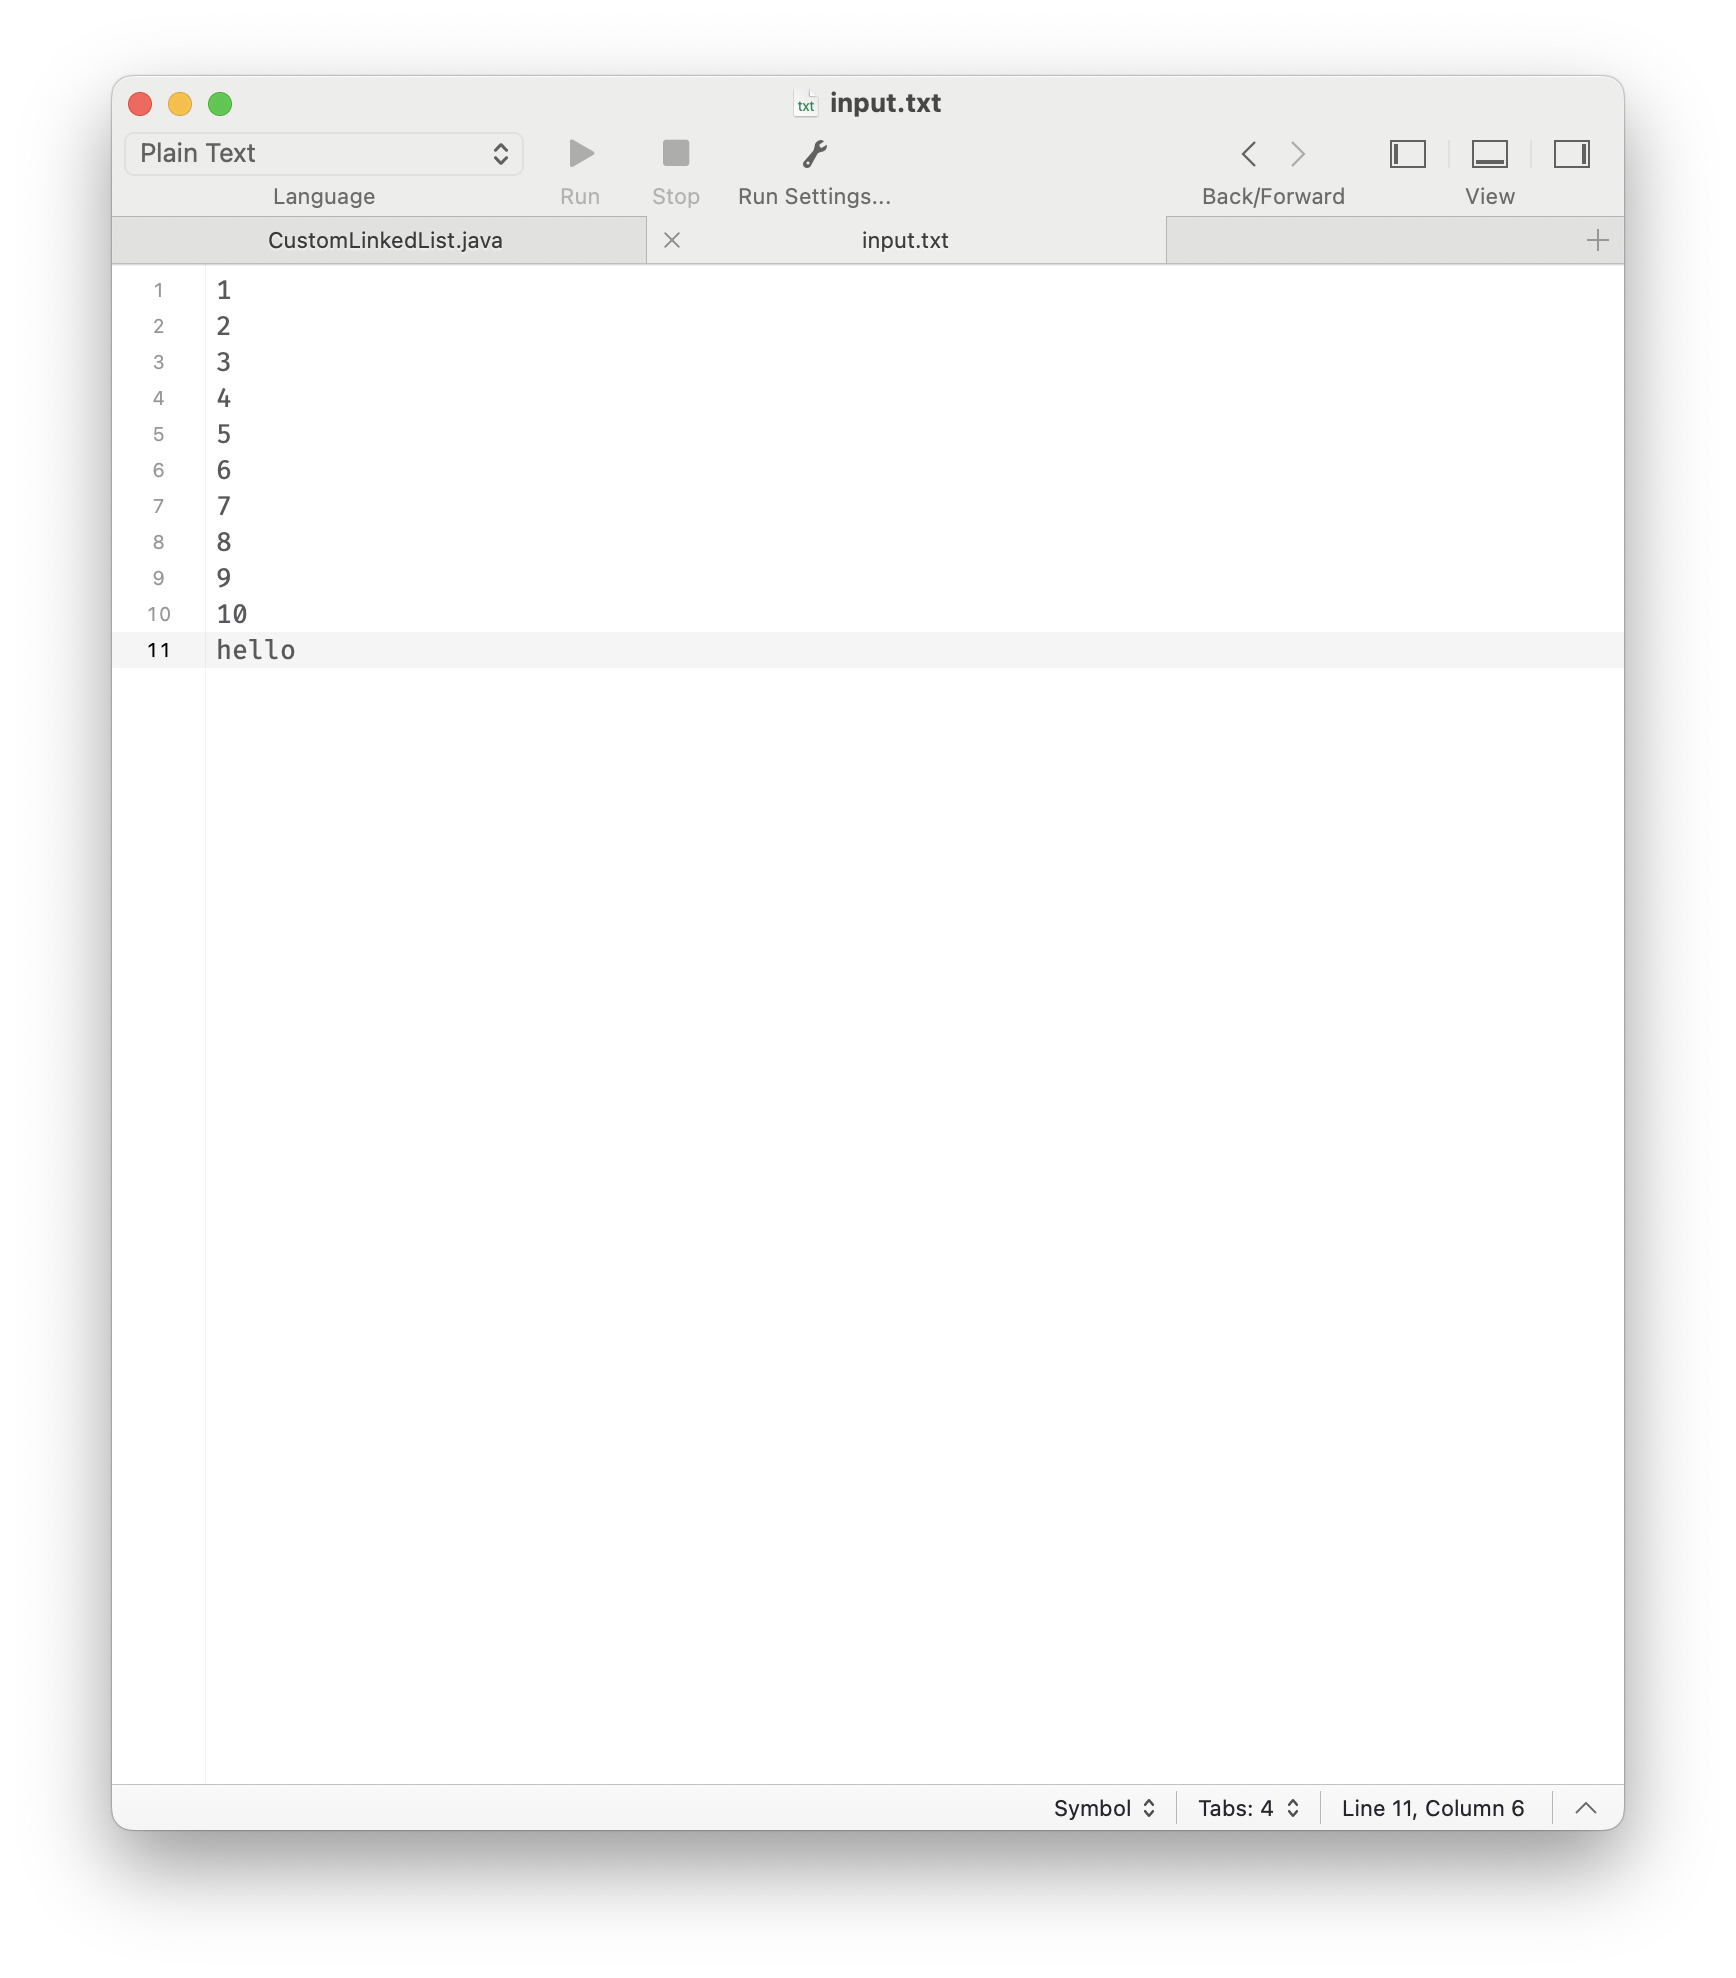 txt input.txt
Plain Text
Language Run Stop Run Settings... Back/Forward View
CustomLinkedList.java input.txt
1 1
2 2
3 3
4 4
5 5
6 6
7 7
8 8
9 9
10 10
11 hello
Symbol Tabs: 4 Line 11, Column 6